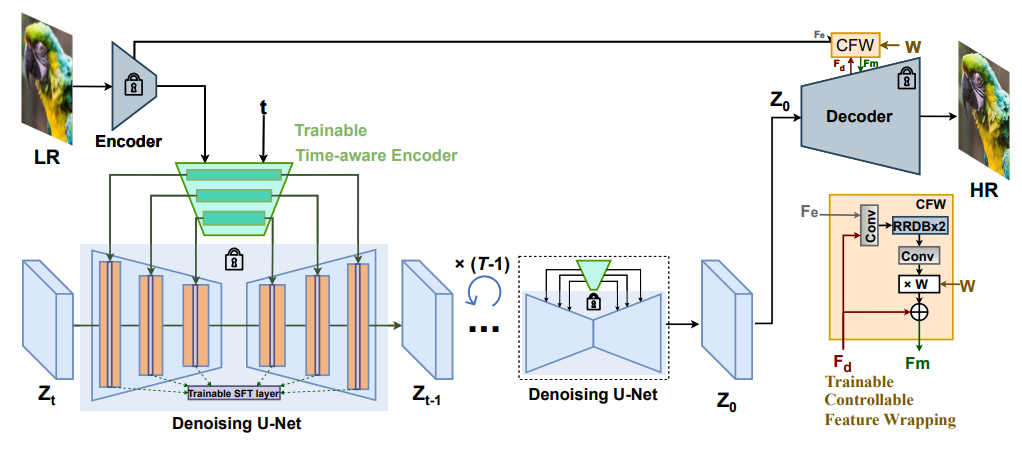 Fe
CFW
W
Fd
Fm
LR
Encoder
t
Trainable
Time-aware Encoder
Z0
Decoder
HR
CFW
Fe
Conv
RRDBx2
Conv
× W
W
Fd
Fm
Trainable
Controllable
Feature Wrapping
× (T-1)
...
Zt
Trainable SFT layer
Denoising U-Net
Zt-1
Denoising U-Net
Z0